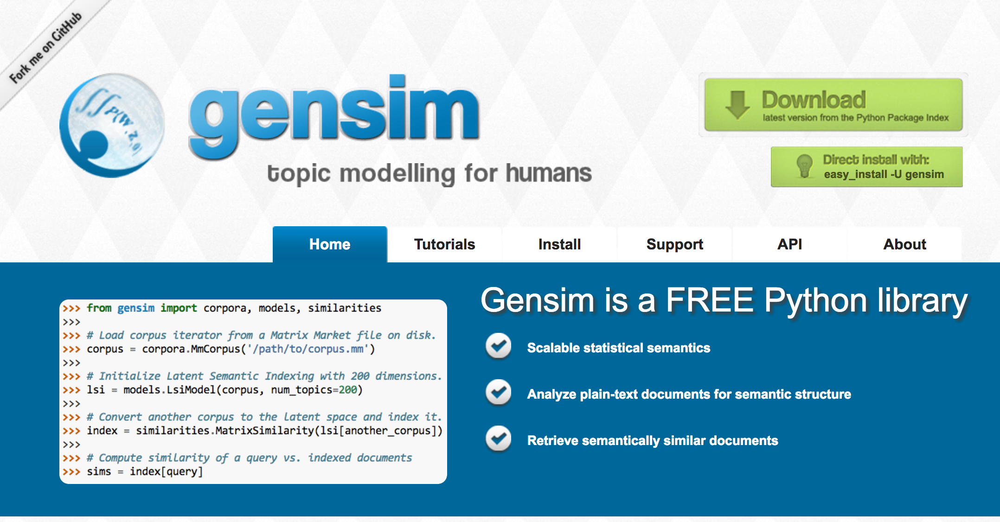 Fork me on GitHub
∬P(W,z,θ)
gensim
topic modelling for humans
Download
latest version from the Python Package Index
Direct install with:
easy_install -U gensim
Home
Tutorials
Install
Support
API
About
>>> from gensim import corpora, models, similarities
>>>
>>> # Load corpus iterator from a Matrix Market file on disk.
>>> corpus = corpora.MmCorpus('/path/to/corpus.mm')
>>>
>>> # Initialize Latent Semantic Indexing with 200 dimensions.
>>> lsi = models.LsiModel(corpus, num_topics=200)
>>>
>>> # Convert another corpus to the latent space and index it.
>>> index = similarities.MatrixSimilarity(lsi[another_corpus])
>>>
>>> # Compute similarity of a query vs. indexed documents
>>> sims = index[query]
Gensim is a FREE Python library
Scalable statistical semantics
Analyze plain-text documents for semantic structure
Retrieve semantically similar documents